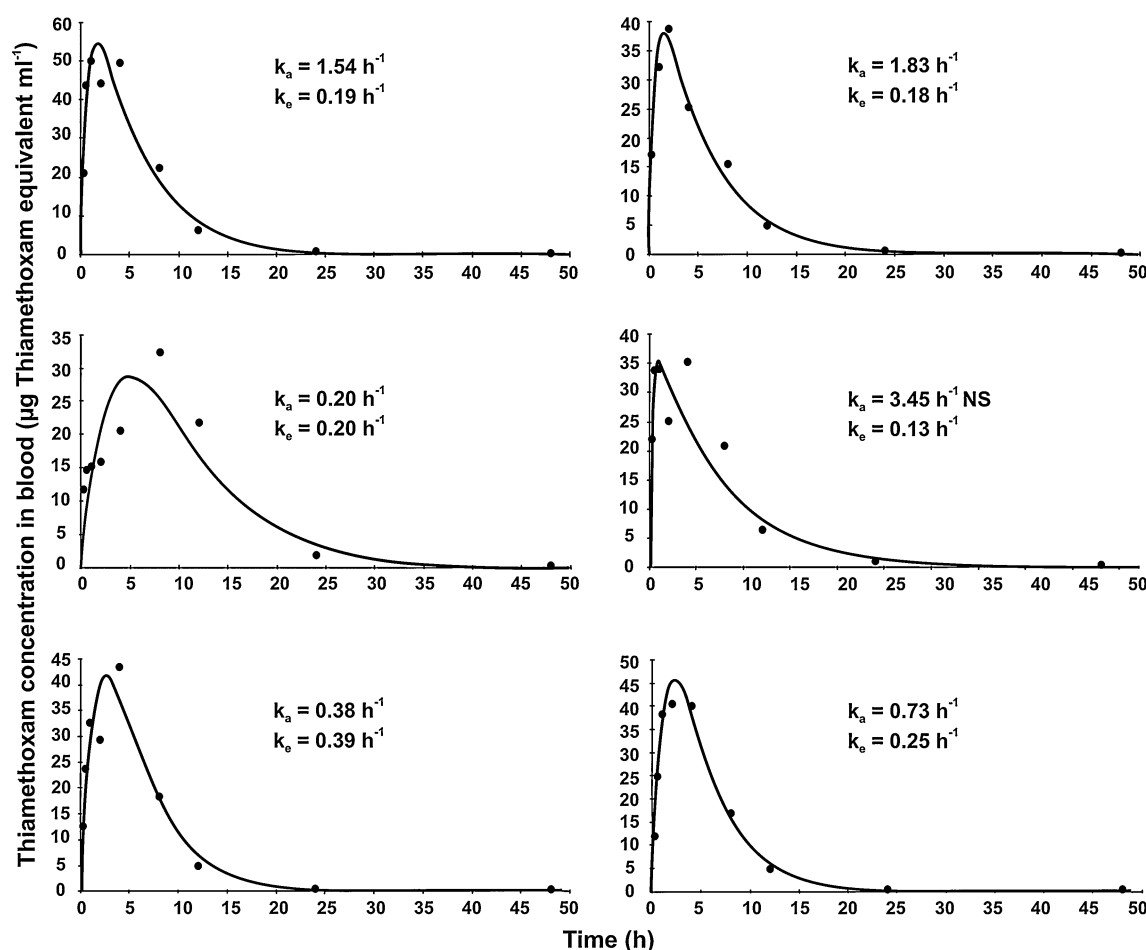 Thiamethoxam concentration in blood (µg Thiamethoxam equivalent ml-1)
60
50
40
30
20
10
0
0 5 10 15 20 25 30 35 40 45 50
ka = 1.54 h-1
ke = 0.19 h-1
40
35
30
25
20
15
10
5
0
0 5 10 15 20 25 30 35 40 45 50
ka = 1.83 h-1
ke = 0.18 h-1
35
30
25
20
15
10
5
0
0 5 10 15 20 25 30 35 40 45 50
ka = 0.20 h-1
ke = 0.20 h-1
40
35
30
25
20
15
10
5
0
0 5 10 15 20 25 30 35 40 45 50
ka = 3.45 h-1 NS
ke = 0.13 h-1
45
40
35
30
25
20
15
10
5
0
0 5 10 15 20 25 30 35 40 45 50
ka = 0.38 h-1
ke = 0.39 h-1
50
45
40
35
30
25
20
15
10
5
0
0 5 10 15 20 25 30 35 40 45 50
ka = 0.73 h-1
ke = 0.25 h-1
Time (h)